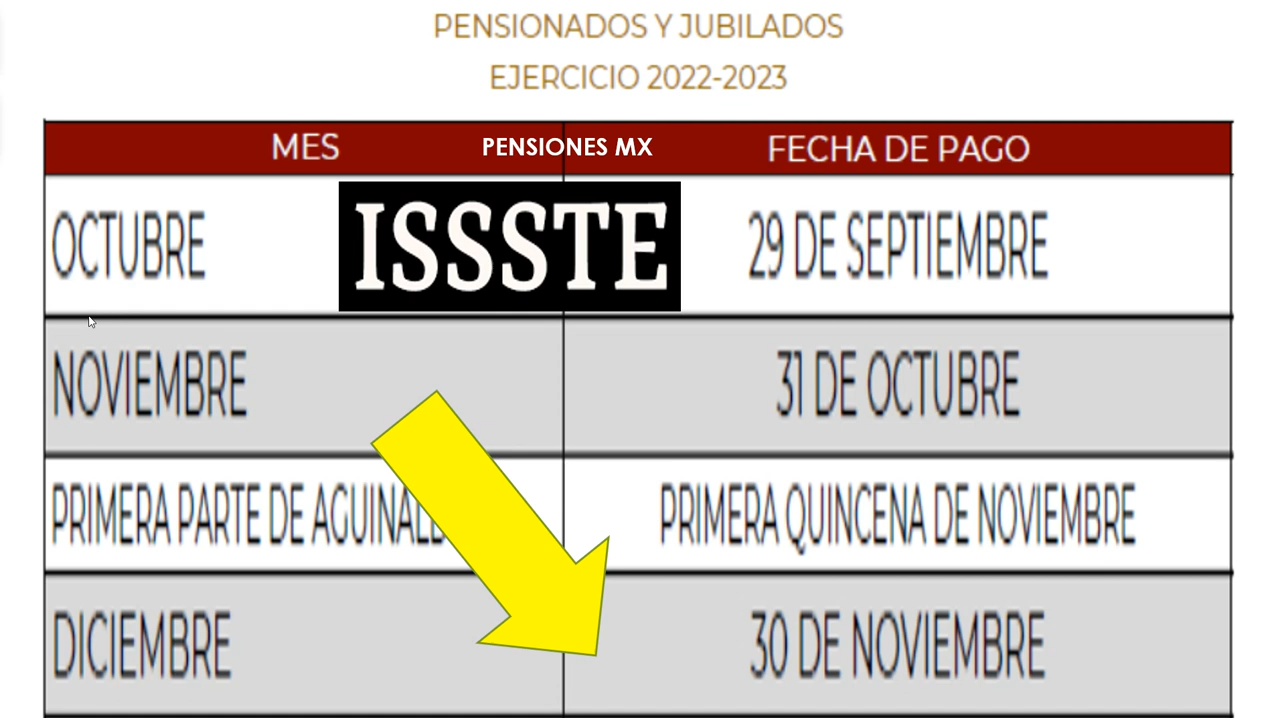 PENSIONADOS Y JUBILADOS
EJERCICIO 2022-2023
MES PENSIONES MX FECHA DE PAGO
OCTUBRE ISSSTE 29 DE SEPTIEMBRE
NOVIEMBRE 31 DE OCTUBRE
PRIMERA PARTE DE AGUINALD PRIMERA QUINCENA DE NOVIEMBRE
DICIEMBRE 30 DE NOVIEMBRE